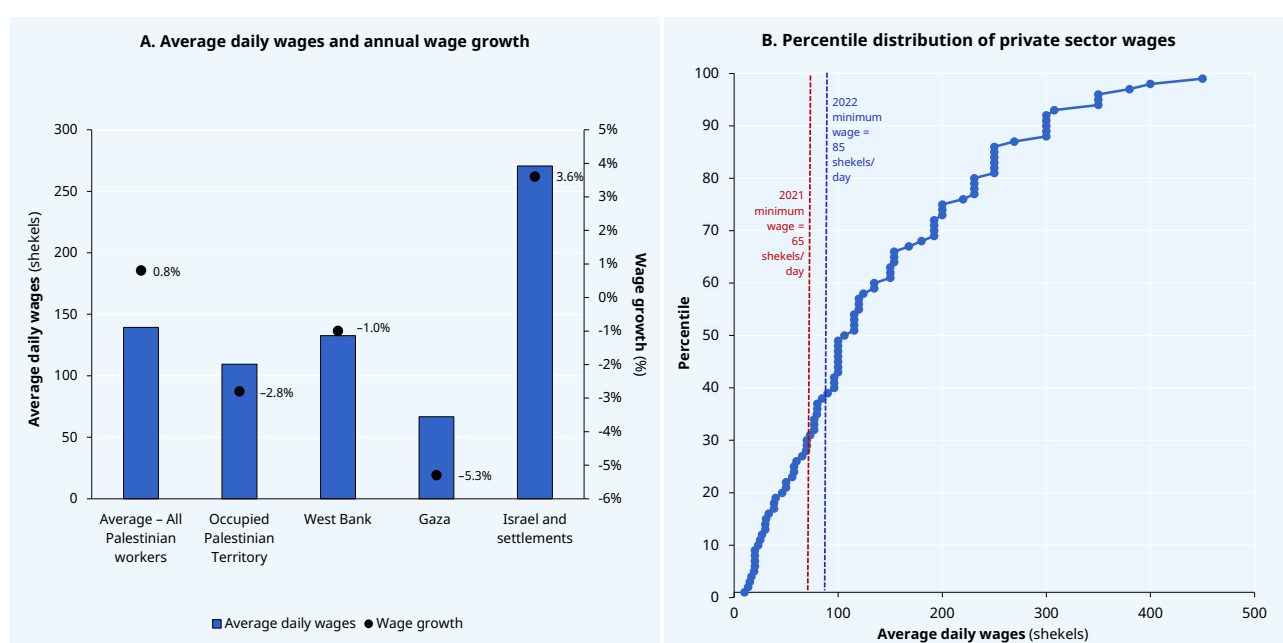 A. Average daily wages and annual wage growth
300
250
200
150
100
50
0
Average daily wages (shekels)
5%
4%
3%
2%
1%
0%
-1%
-2%
-3%
-4%
-5%
-6%
Wage growth (%)
0.8%
–2.8%
–1.0%
–5.3%
3.6%
Average – All
Palestinian
workers
Occupied
Palestinian
Territory
West Bank
Gaza
Israel and
settlements
Average daily wages
Wage growth
B. Percentile distribution of private sector wages
100
90
80
70
60
50
40
30
20
10
0
Percentile
2022
minimum
wage =
85
shekels/
day
2021
minimum
wage =
65
shekels/
day
0
100
200
300
400
500
Average daily wages (shekels)